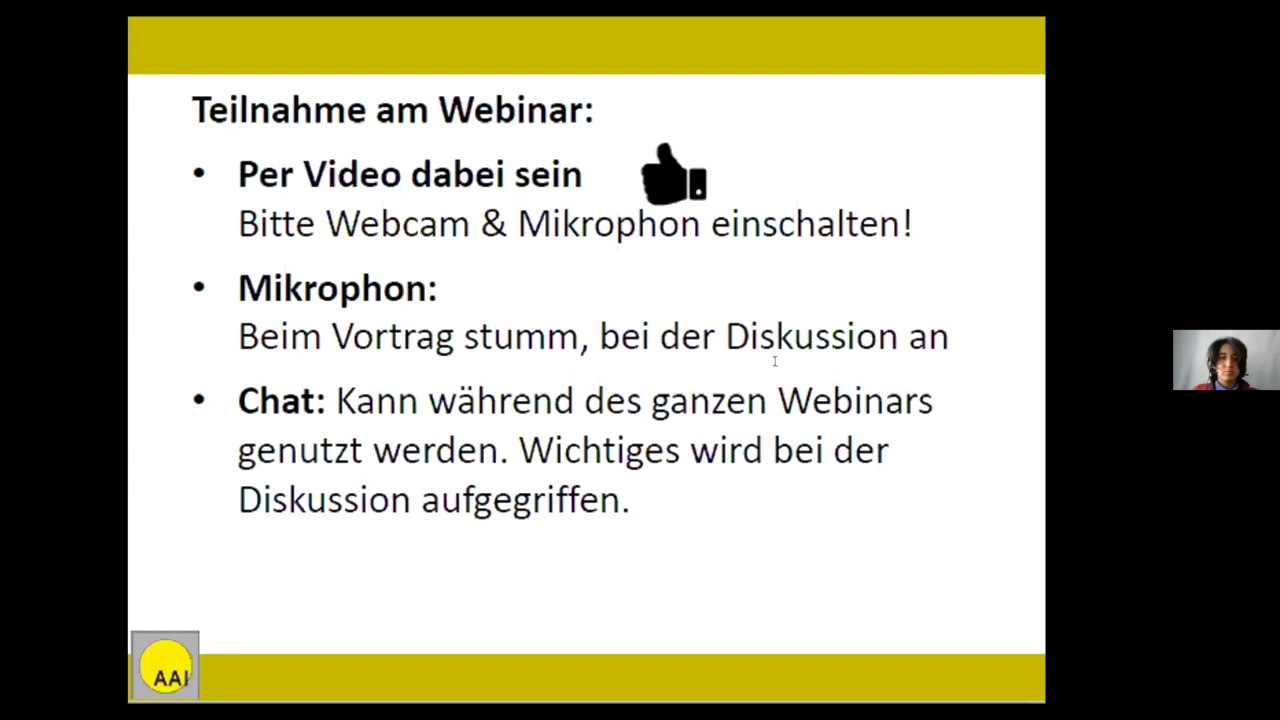 Teilnahme am Webinar:
• Per Video dabei sein
Bitte Webcam & Mikrophon einschalten!
• Mikrophon:
Beim Vortrag stumm, bei der Diskussion an
• Chat: Kann während des ganzen Webinars
genutzt werden. Wichtiges wird bei der
Diskussion aufgegriffen.
AAI